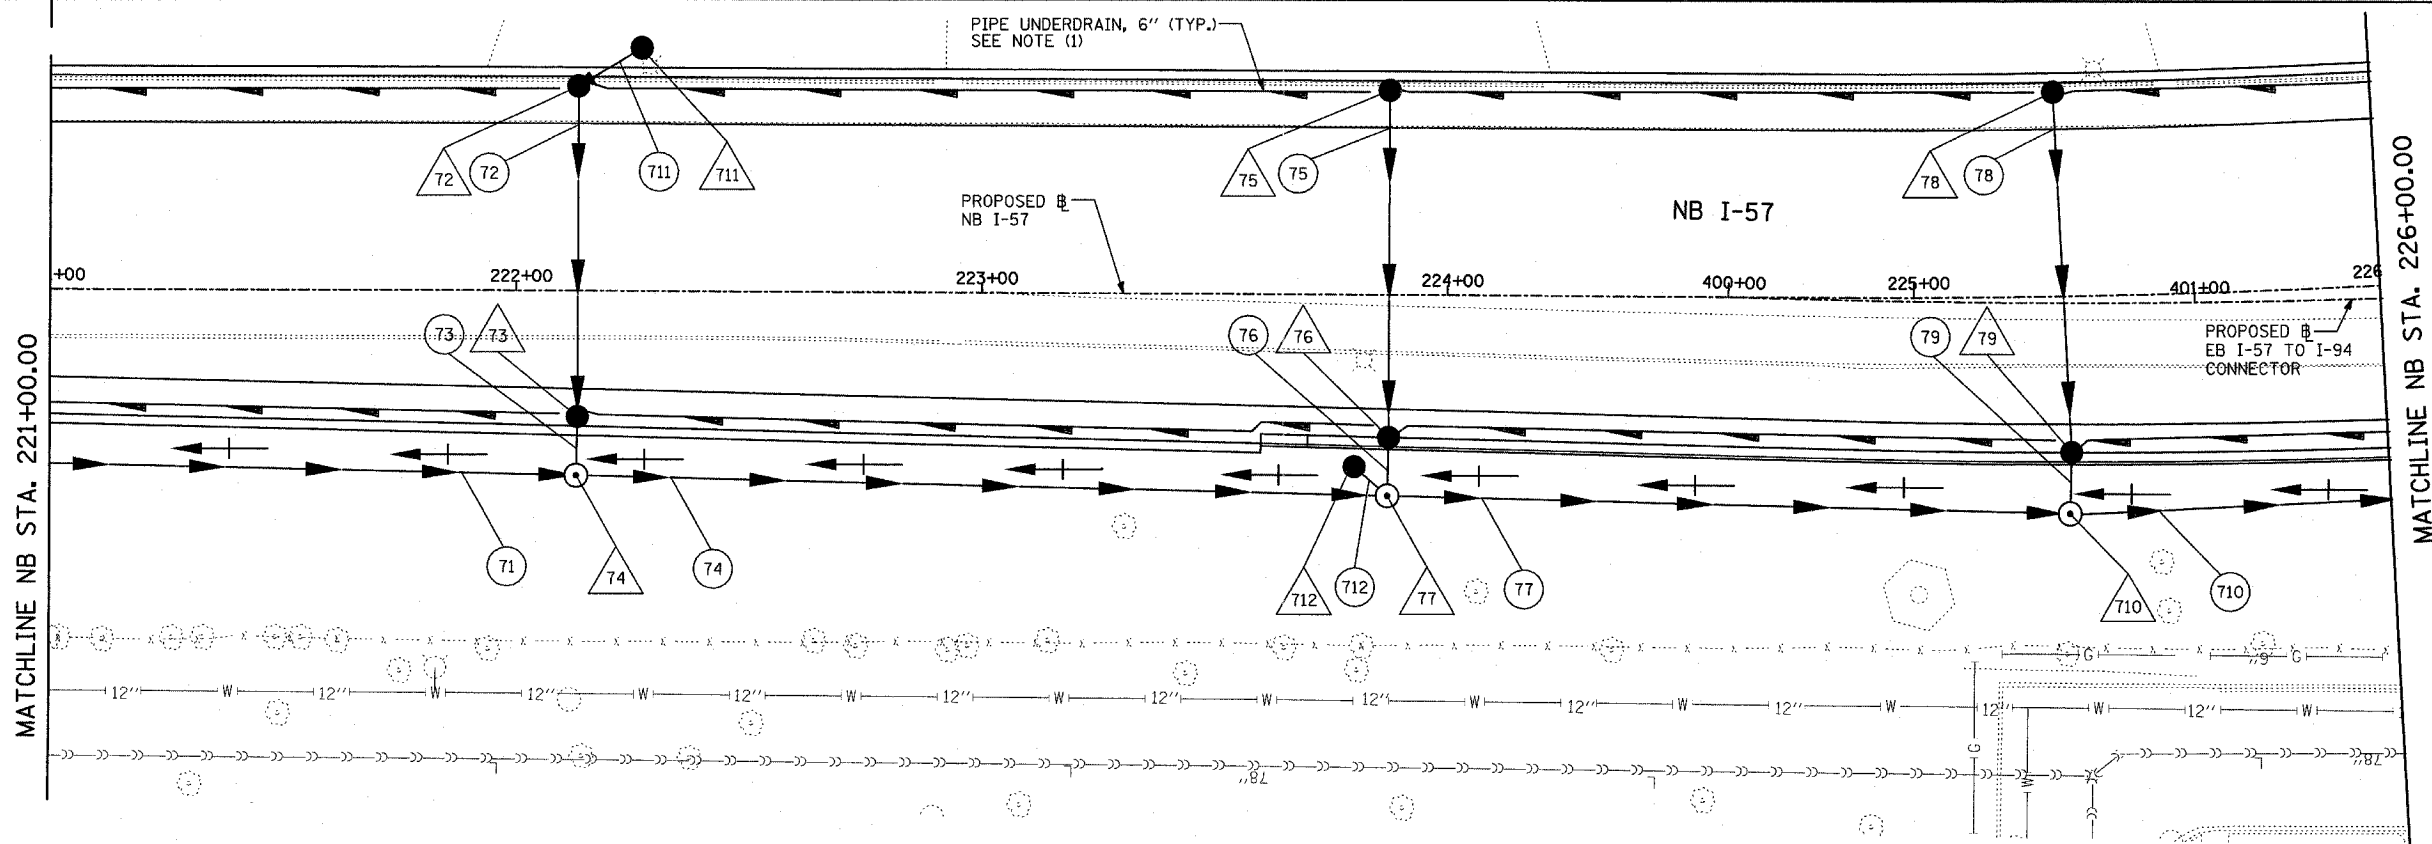 PIPE UNDERDRAIN, 6" (TYP.)
SEE NOTE (1)
72
72
711
711
75
75
78
78
PROPOSED ℄
NB I-57
NB I-57
+00
222+00
223+00
224+00
400+00
225+00
401+00
226
73
73
76
76
79
79
PROPOSED ℄
EB I-57 TO I-94
CONNECTOR
MATCHLINE NB STA. 221+00.00
MATCHLINE NB STA. 226+00.00
71
74
74
712
712
77
77
710
710
G 6" G
12" W 12" W 12" W 12" W 12" W 12" W 12" W 12" W 12" W 12" W 12" W
G
W
78"
78"